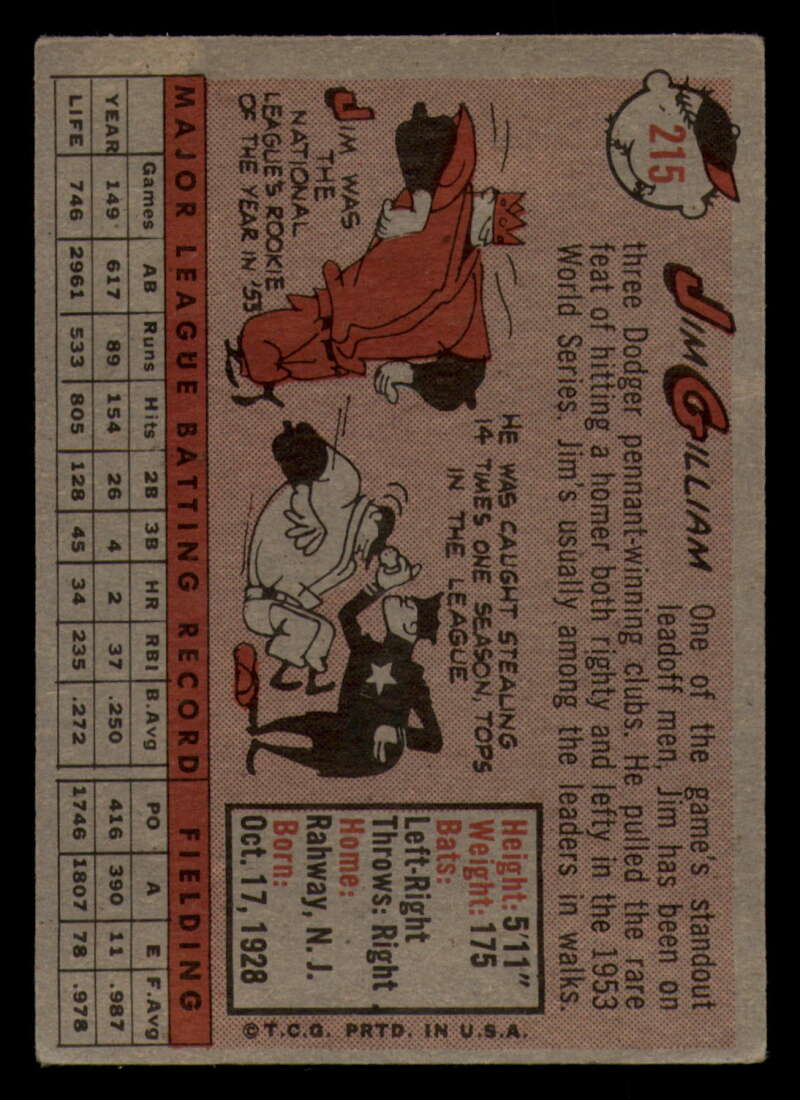 215
JIM GILLIAM
One of the game's standout
leadoff men, Jim has been on
three Dodger pennant-winning clubs. He pulled the rare
feat of hitting a homer both righty and lefty in the 1953
World Series. Jim's usually among the leaders in walks.
JIM WAS
THE
NATIONAL
LEAGUE'S ROOKIE
OF THE YEAR IN '53
HE WAS CAUGHT STEALING
14 TIMES ONE SEASON, TOPS
IN THE LEAGUE
Height: 5'11"
Weight: 175
Bats:
Left-Right
Throws: Right
Home:
Rahway, N. J.
Born:
Oct. 17, 1928
©T.C.G. PRTD. IN U.S.A.
MAJOR LEAGUE BATTING RECORD FIELDING
Games AB Runs Hits 2B 3B HR RBI B.Avg PO A E F.Avg
YEAR 149 617 89 154 26 4 2 37 .250 416 390 11 .987
LIFE 746 2961 533 805 128 45 34 235 .272 1746 1807 78 .978